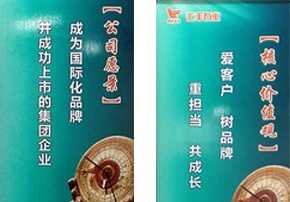 【公司愿景】
成为国际化品牌
并成功上市的集团企业
【核心价值观】
爱客户 树品牌
重担当 共成长